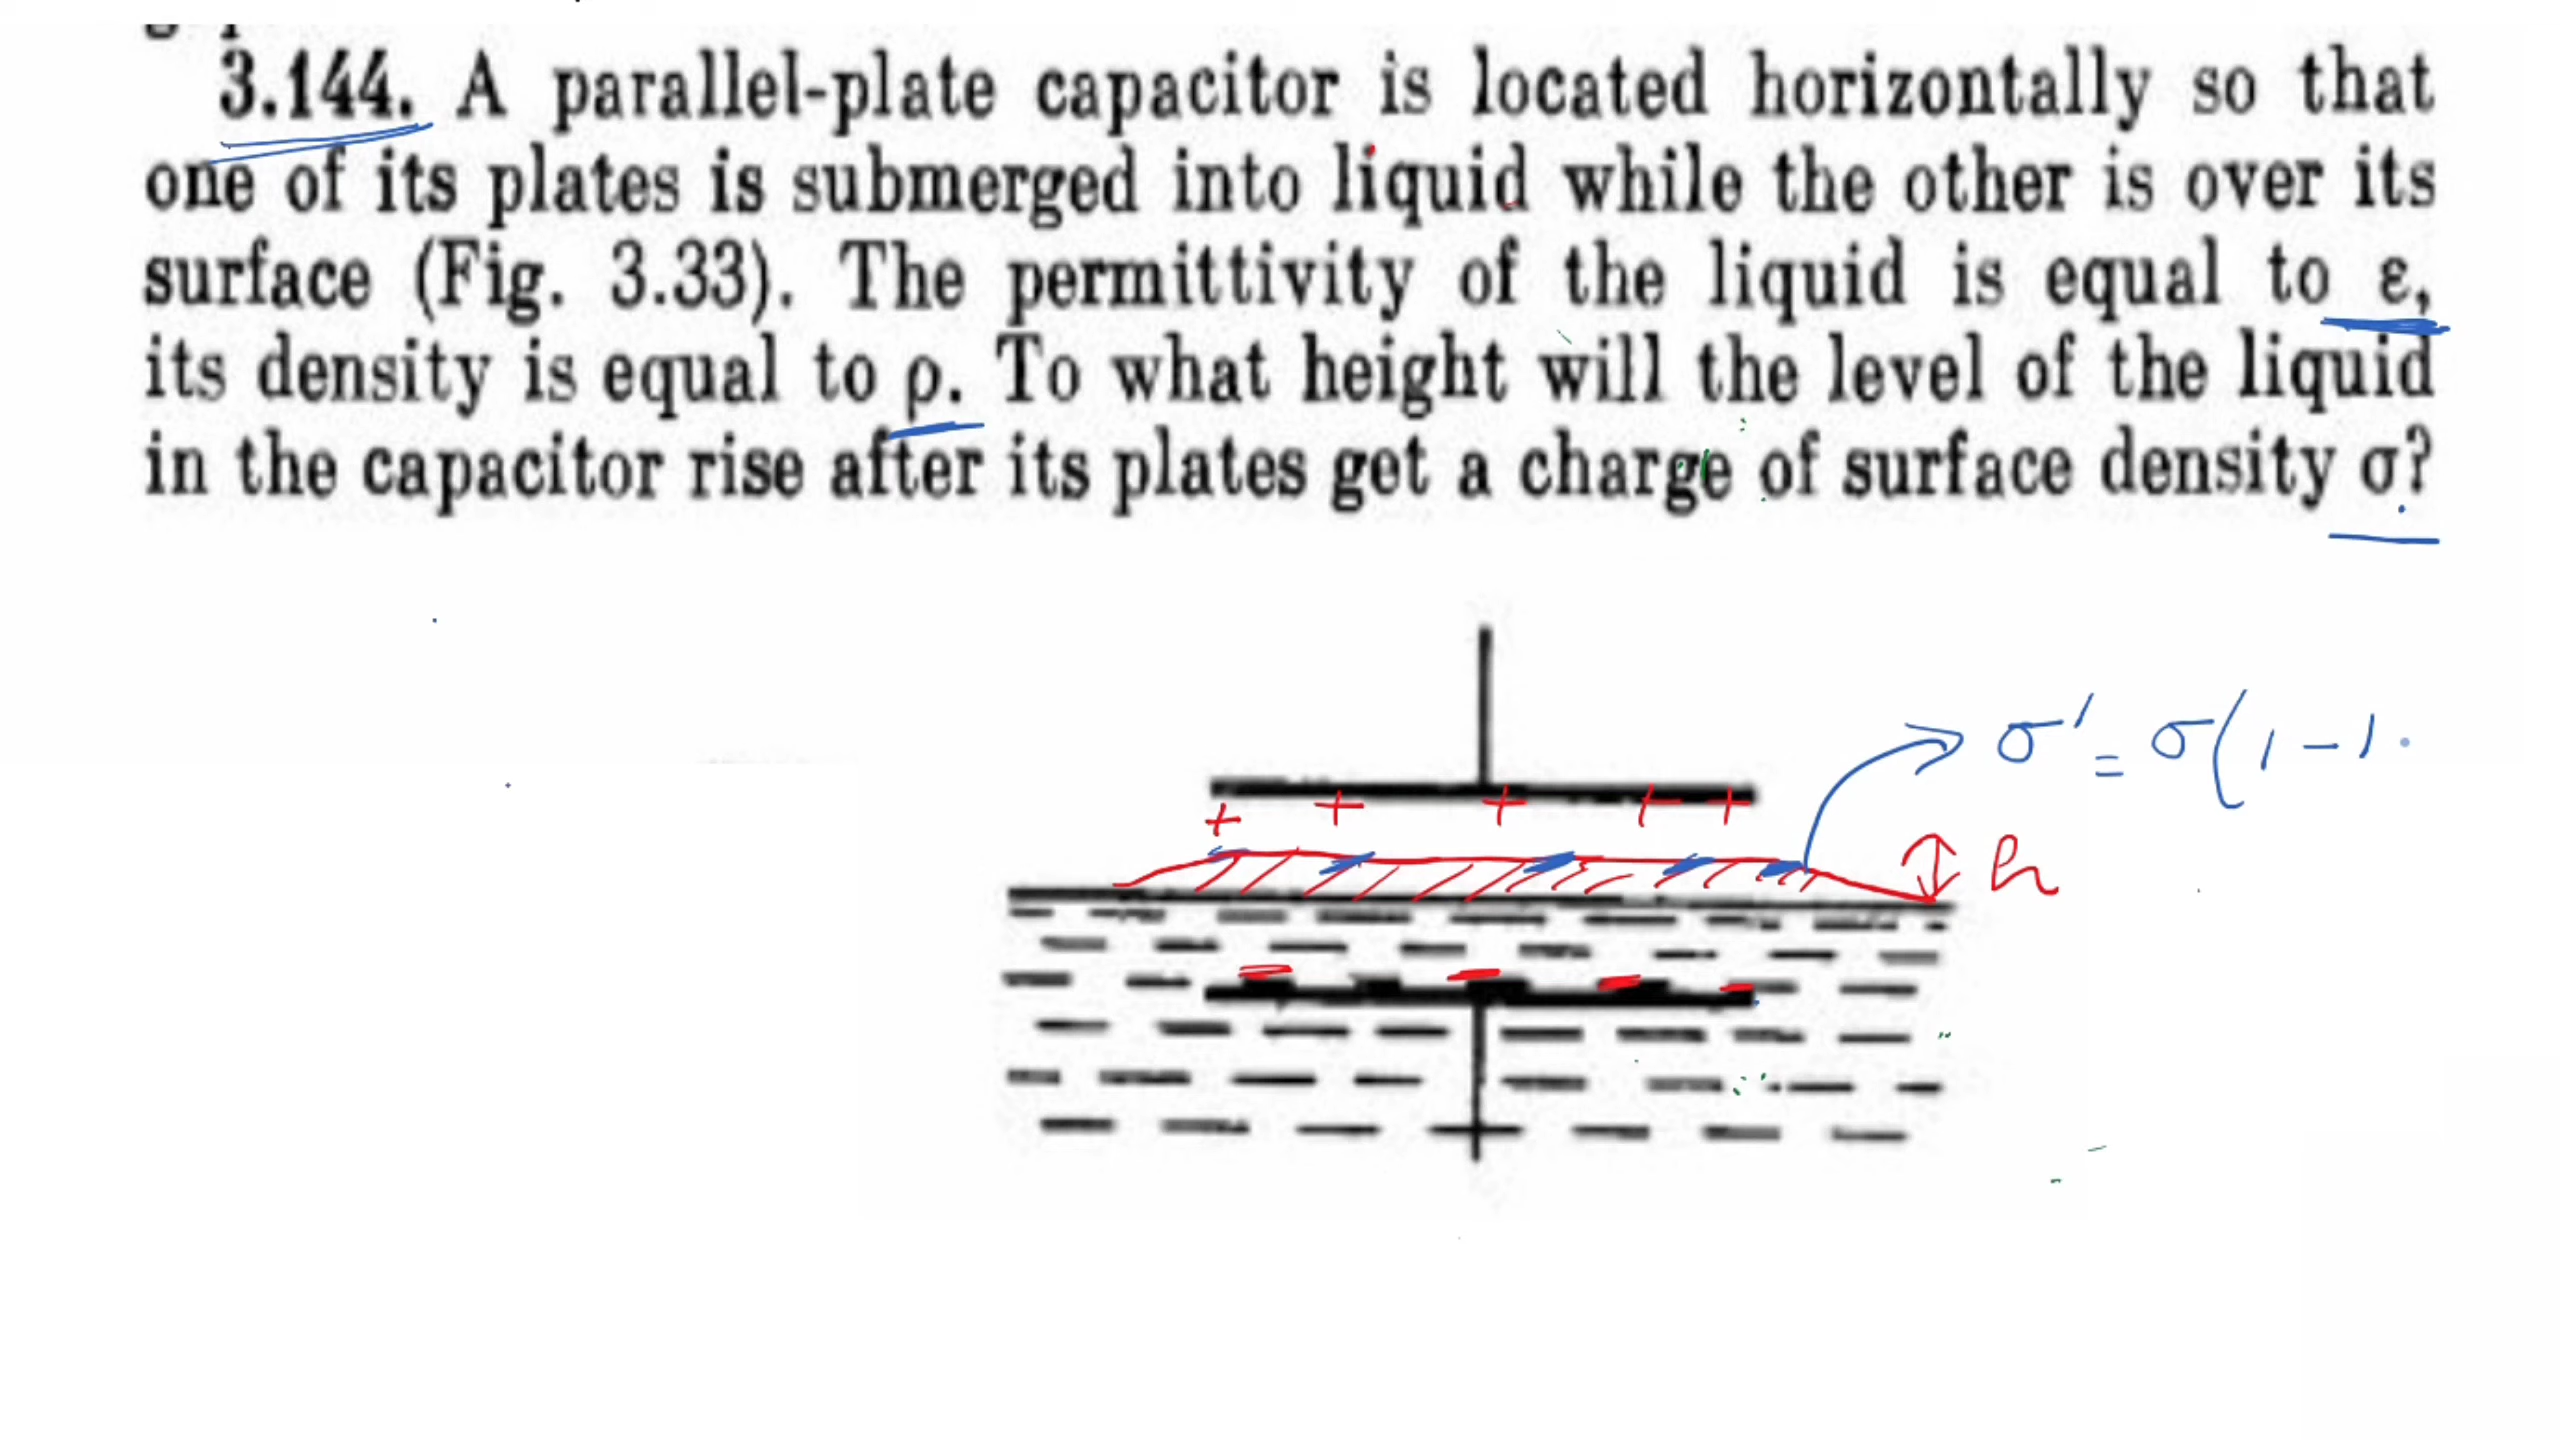 3.144. A parallel-plate capacitor is located horizontally so that
one of its plates is submerged into liquid while the other is over its
surface (Fig. 3.33). The permittivity of the liquid is equal to ε,
its density is equal to ρ. To what height will the level of the liquid
in the capacitor rise after its plates get a charge of surface density σ?
σ' = σ(1-1
+ + + + +
h